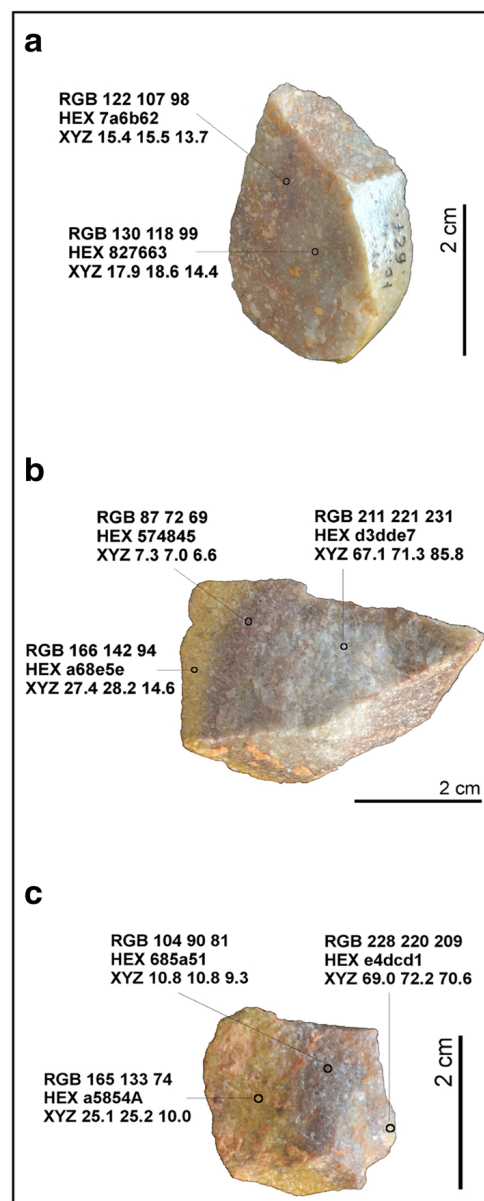 a
RGB 122 107 98
HEX 7a6b62
XYZ 15.4 15.5 13.7
RGB 130 118 99
HEX 827663
XYZ 17.9 18.6 14.4
2 cm
b
RGB 87 72 69
HEX 574845
XYZ 7.3 7.0 6.6
RGB 211 221 231
HEX d3dde7
XYZ 67.1 71.3 85.8
RGB 166 142 94
HEX a68e5e
XYZ 27.4 28.2 14.6
2 cm
c
RGB 104 90 81
HEX 685a51
XYZ 10.8 10.8 9.3
RGB 228 220 209
HEX e4dcd1
XYZ 69.0 72.2 70.6
RGB 165 133 74
HEX a5854A
XYZ 25.1 25.2 10.0
2 cm